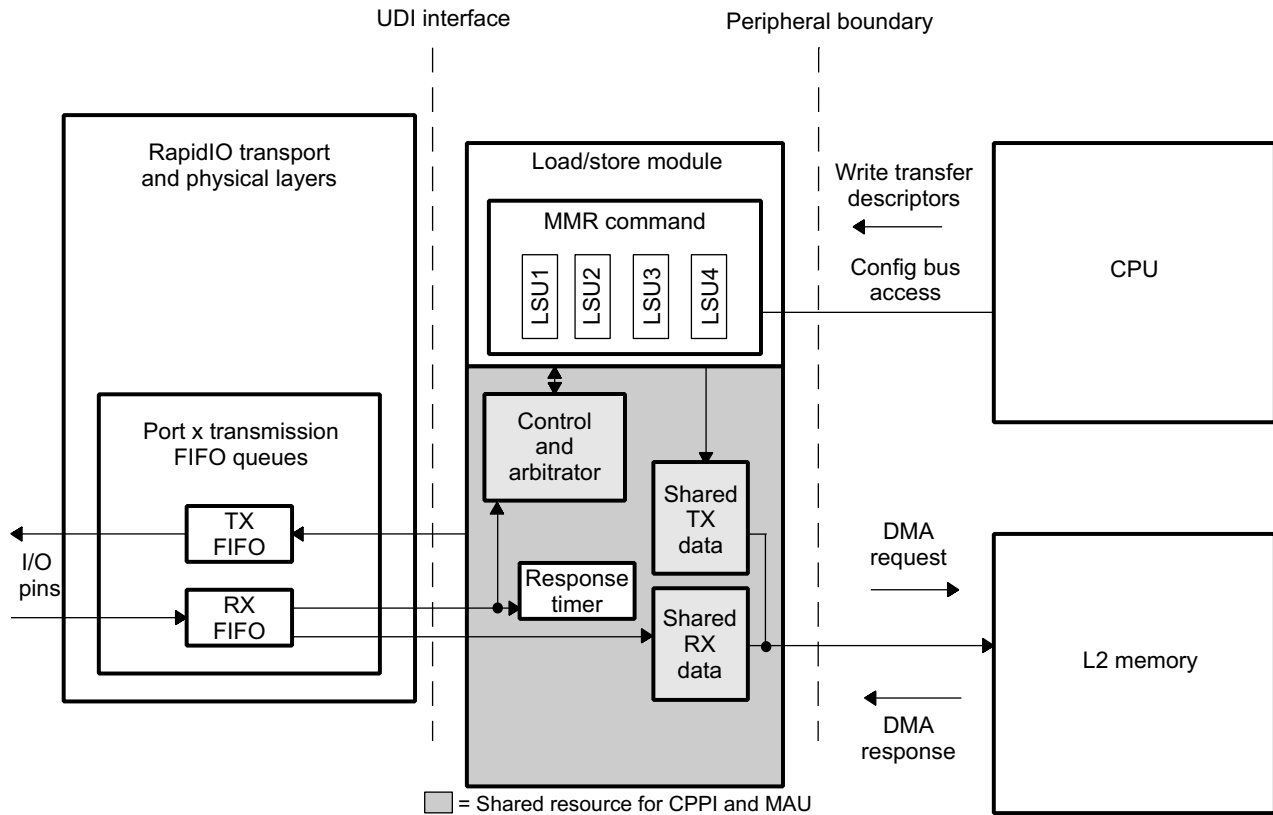 UDI interface
Peripheral boundary
RapidIO transport
and physical layers
Load/store module
MMR command
LSU1
LSU2
LSU3
LSU4
Write transfer
descriptors
Config bus
access
CPU
Port x transmission
FIFO queues
Control
and
arbitrator
Shared
TX
data
TX
FIFO
I/O
pins
RX
FIFO
Response
timer
Shared
RX
data
DMA
request
L2 memory
DMA
response
= Shared resource for CPPI and MAU